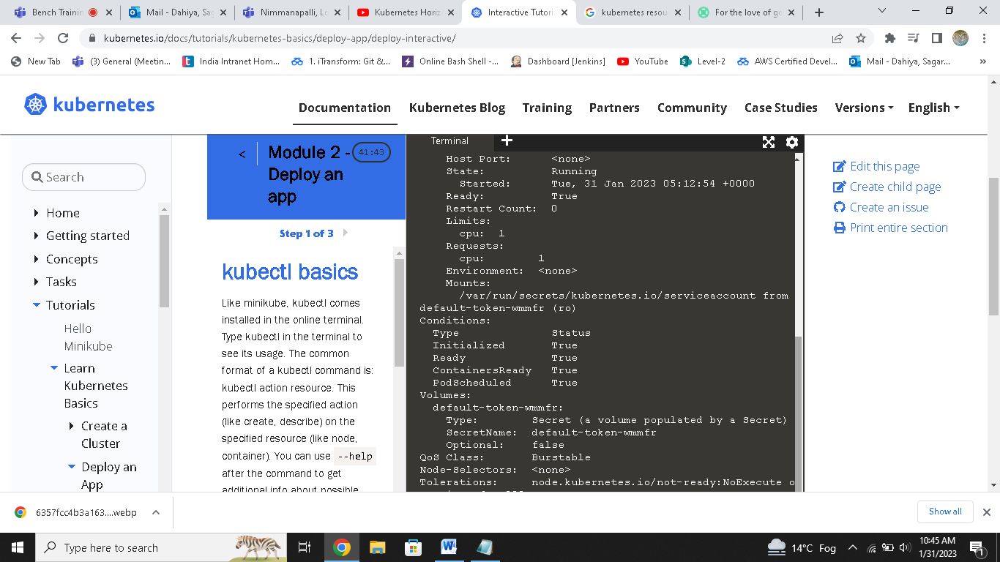 Bench Trainin
Mail - Dahiya, Sag
Nimmanapalli, Lo
Kubernetes Horiz
Interactive Tutori
kubernetes resou
For the love of go
kubernetes.io/docs/tutorials/kubernetes-basics/deploy-app/deploy-interactive/
New Tab
(3) General (Meetin...
India Intranet Hom...
1. iTransform: Git &...
Online Bash Shell -...
Dashboard [Jenkins]
YouTube
Level-2
AWS Certified Devel...
Mail - Dahiya, Sagar...
»
kubernetes
Documentation
Kubernetes Blog
Training
Partners
Community
Case Studies
Versions
English
Search
Home
Getting started
Concepts
Tasks
Tutorials
Hello
Minikube
Learn
Kubernetes
Basics
Create a
Cluster
Deploy an
App
<
Module 2 -
Deploy an
app
41:43
Step 1 of 3
kubectl basics
Like minikube, kubectl comes
installed in the online terminal.
Type kubectl in the terminal to
see its usage. The common
format of a kubectl command is:
kubectl action resource. This
performs the specified action
(like create, describe) on the
specified resource (like node,
container). You can use --help
after the command to get
additional info about possible
Terminal
Host Port: <none>
State: Running
Started: Tue, 31 Jan 2023 05:12:54 +0000
Ready: True
Restart Count: 0
Limits:
cpu: 1
Requests:
cpu: 1
Environment: <none>
Mounts:
/var/run/secrets/kubernetes.io/serviceaccount from
default-token-wmmfr (ro)
Conditions:
Type Status
Initialized True
Ready True
ContainersReady True
PodScheduled True
Volumes:
default-token-wmmfr:
Type: Secret (a volume populated by a Secret)
SecretName: default-token-wmmfr
Optional: false
QoS Class: Burstable
Node-Selectors: <none>
Tolerations: node.kubernetes.io/not-ready:NoExecute o
Edit this page
Create child page
Create an issue
Print entire section
6357fcc4b3a163....webp
Show all
Type here to search
14°C Fog
10:45 AM
1/31/2023
1